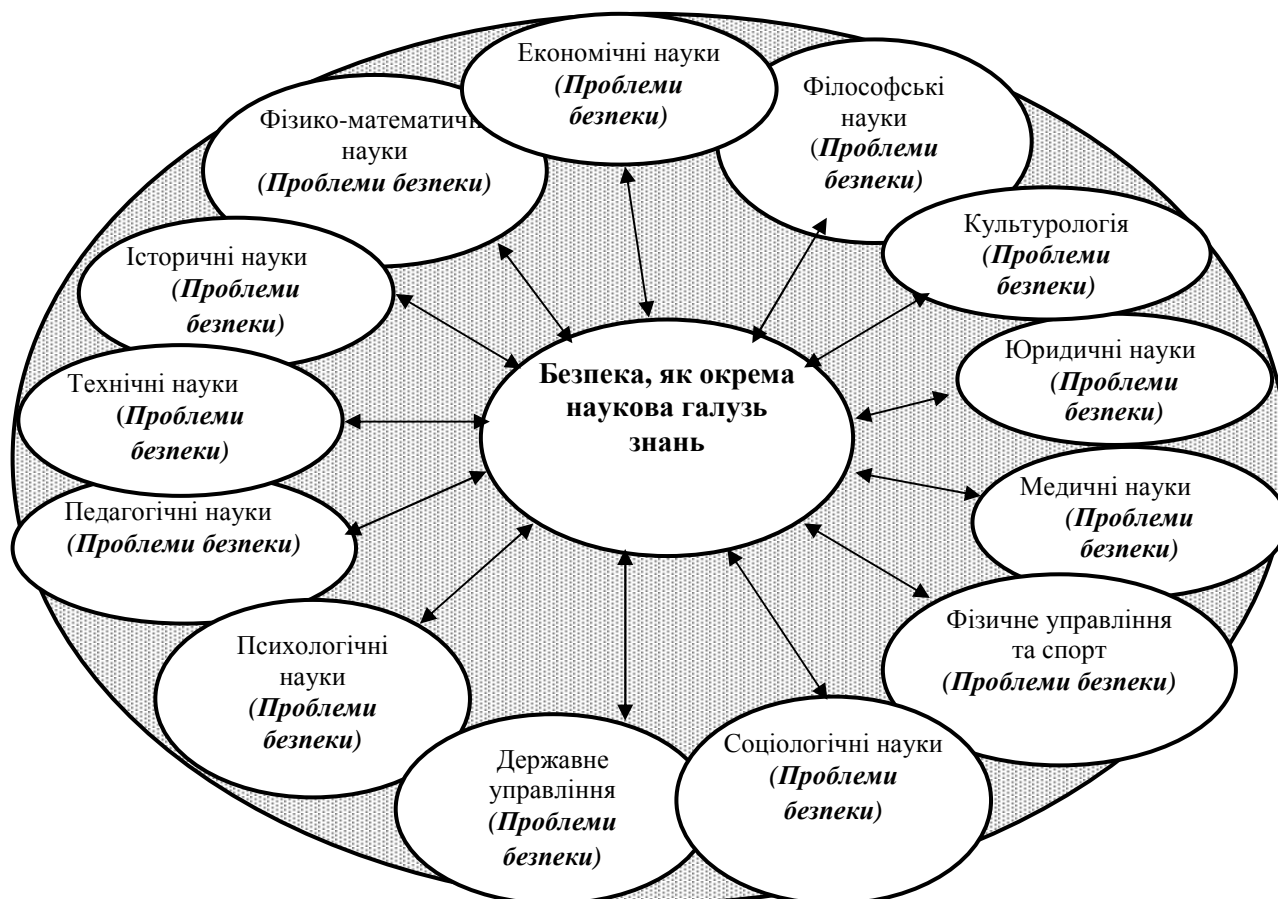 Економічні науки
(Проблеми
безпеки)
Філософські
науки
(Проблеми
безпеки)
Фізико-математичн
науки
(Проблеми безпеки)
Культурологія
(Проблеми
безпеки)
Історичні науки
(Проблеми
безпеки)
Юридичні науки
(Проблеми
безпеки)
Безпека, як окрема
наукова галузь
знань
Технічні науки
(Проблеми
безпеки)
Медичні науки
(Проблеми
безпеки)
Педагогічні науки
(Проблеми безпеки)
Фізичне управління
та спорт
(Проблеми безпеки)
Психологічні
науки
(Проблеми
безпеки)
Соціологічні науки
(Проблеми
безпеки)
Державне
управління
(Проблеми
безпеки)